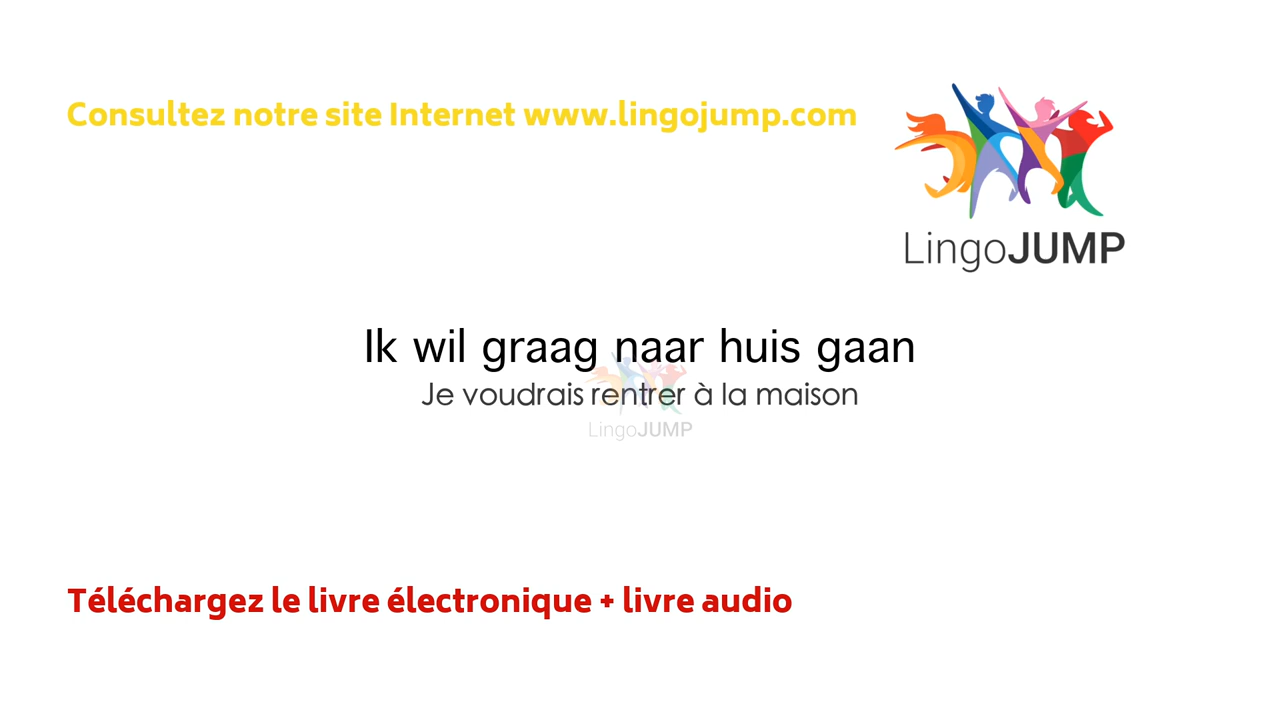 Consultez notre site Internet www.lingojump.com
LingoJUMP
Ik wil graag naar huis gaan
Je voudrais rentrer à la maison
LingoJUMP
Téléchargez le livre électronique + livre audio